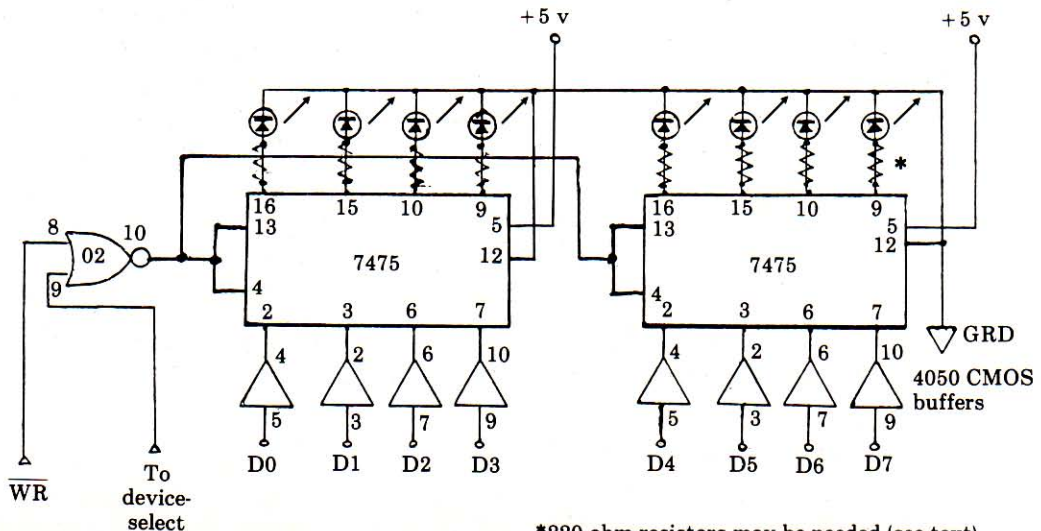 +5 v +5 v
*
16 15 10 9 16 15 10 9
13 5 13 5
8 10 12 12
02 7475 7475
9 4 4
2 3 6 7 2 3 6 7
GRD
4 2 6 10 4 2 6 10
4050 CMOS
buffers
5 3 7 9 5 3 7 9
D0 D1 D2 D3 D4 D5 D6 D7
WR To
device-
select
ohm resistors may be needed (see text)